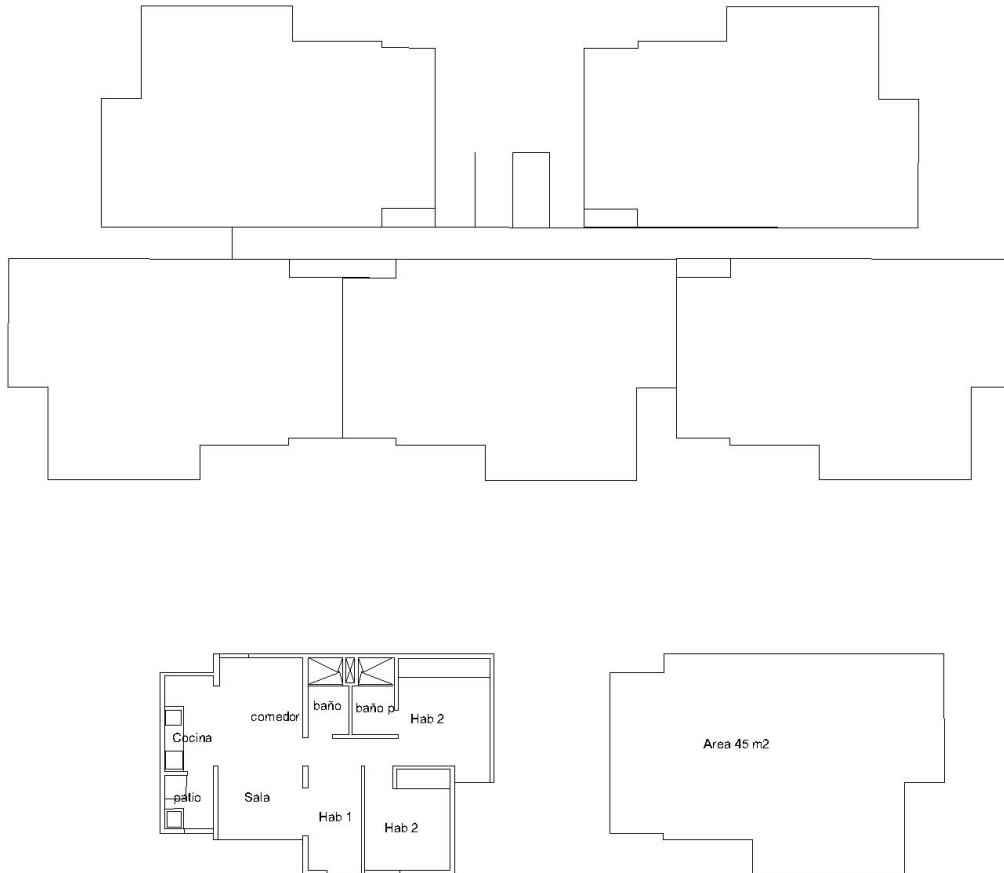 baño
baño p
comedor
Hab 2
Cocina
Area 45 m2
patio
Sala
Hab 1
Hab 2